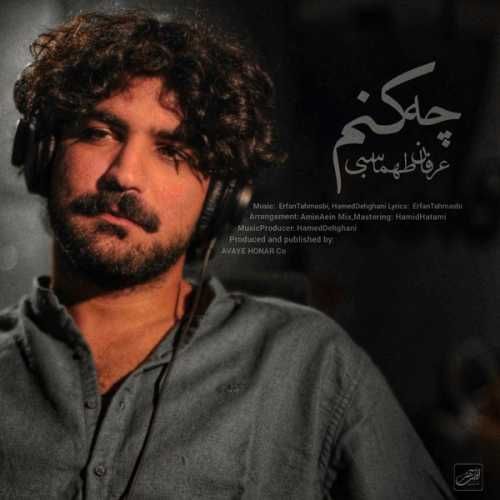 چه کنم
عرفان طهماسبی
Music: ErfanTahmasbi, HamedDehghani Lyrics: ErfanTahmasbi
Arrangement: AminAein Mix,Mastering: HamidHatami
MusicProducer: HamedDehghani
Produced and published by:
AVAYE HONAR Co